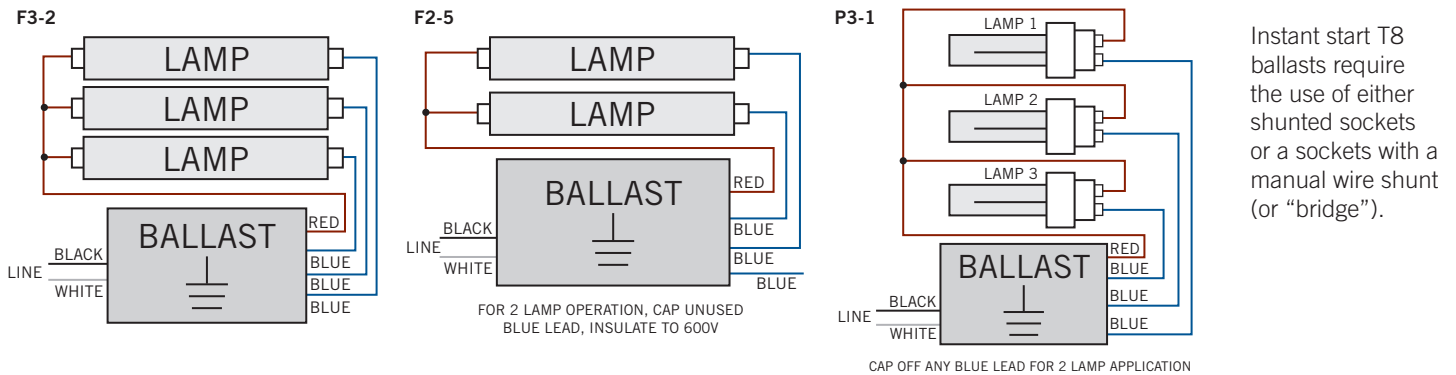 F3-2
LAMP
LAMP
LAMP
BALLAST
RED
BLACK
BLUE
LINE
BLUE
WHITE
BLUE
F2-5
LAMP
LAMP
BALLAST
RED
BLACK
BLUE
LINE
WHITE
BLUE
BLUE
FOR 2 LAMP OPERATION, CAP UNUSED
BLUE LEAD, INSULATE TO 600V
P3-1
LAMP 1
LAMP 2
LAMP 3
BALLAST
RED
BLUE
BLACK
BLUE
LINE
WHITE
BLUE
CAP OFF ANY BLUE LEAD FOR 2 LAMP APPLICATION
Instant start T8
ballasts require
the use of either
shunted sockets
or a sockets with a
manual wire shunt
(or “bridge”).